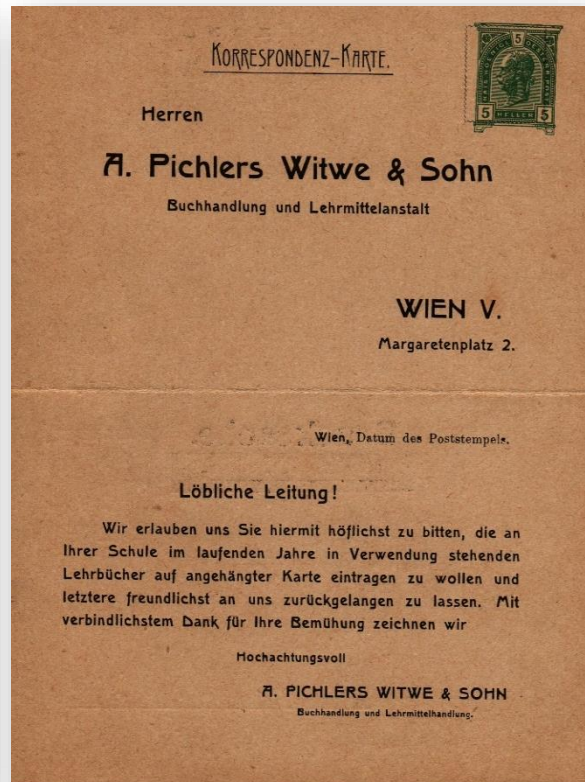 KORRESPONDENZ-KARTE.
5
5 HELLER 5
Herren
A. Pichlers Witwe & Sohn
Buchhandlung und Lehrmittelanstalt
WIEN V.
Margaretenplatz 2.
Wien, Datum des Poststempels.
Löbliche Leitung!
Wir erlauben uns Sie hiermit höflichst zu bitten, die an
Ihrer Schule im laufenden Jahre in Verwendung stehenden
Lehrbücher auf angehängter Karte eintragen zu wollen und
letztere freundlichst an uns zurückgelangen zu lassen. Mit
verbindlichstem Dank für Ihre Bemühung zeichnen wir
Hochachtungsvoll
A. PICHLERS WITWE & SOHN
Buchhandlung und Lehrmittelhandlung.